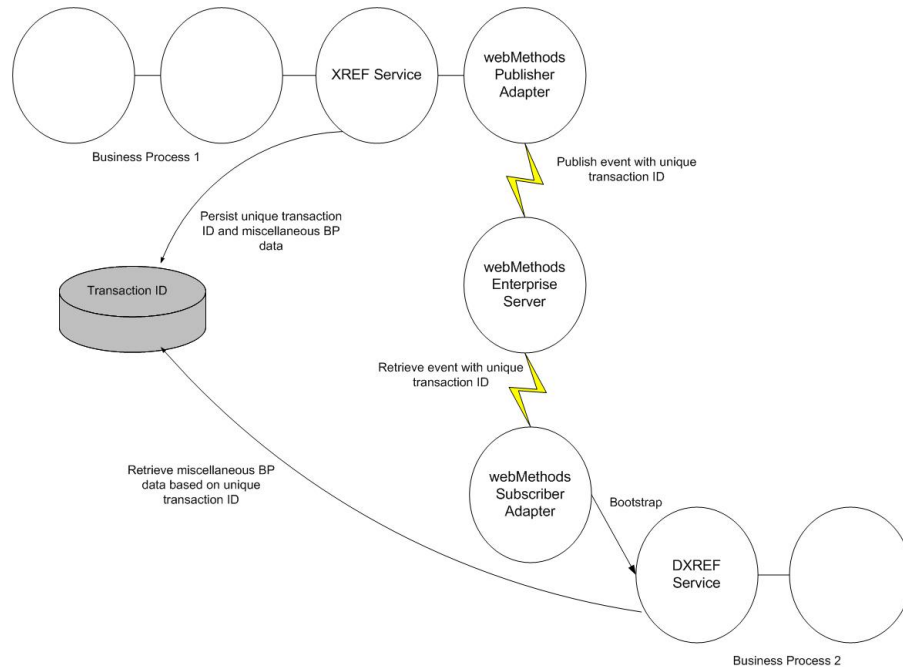 XREF Service
webMethods
Publisher
Adapter
Business Process 1
Publish event with unique
transaction ID
Persist unique transaction
ID and miscellaneous BP
data
webMethods
Enterprise
Server
Transaction ID
Retrieve event with unique
transaction ID
Retrieve miscellaneous BP
data based on unique
transaction ID
webMethods
Subscriber
Adapter
Bootstrap
DXREF
Service
Business Process 2